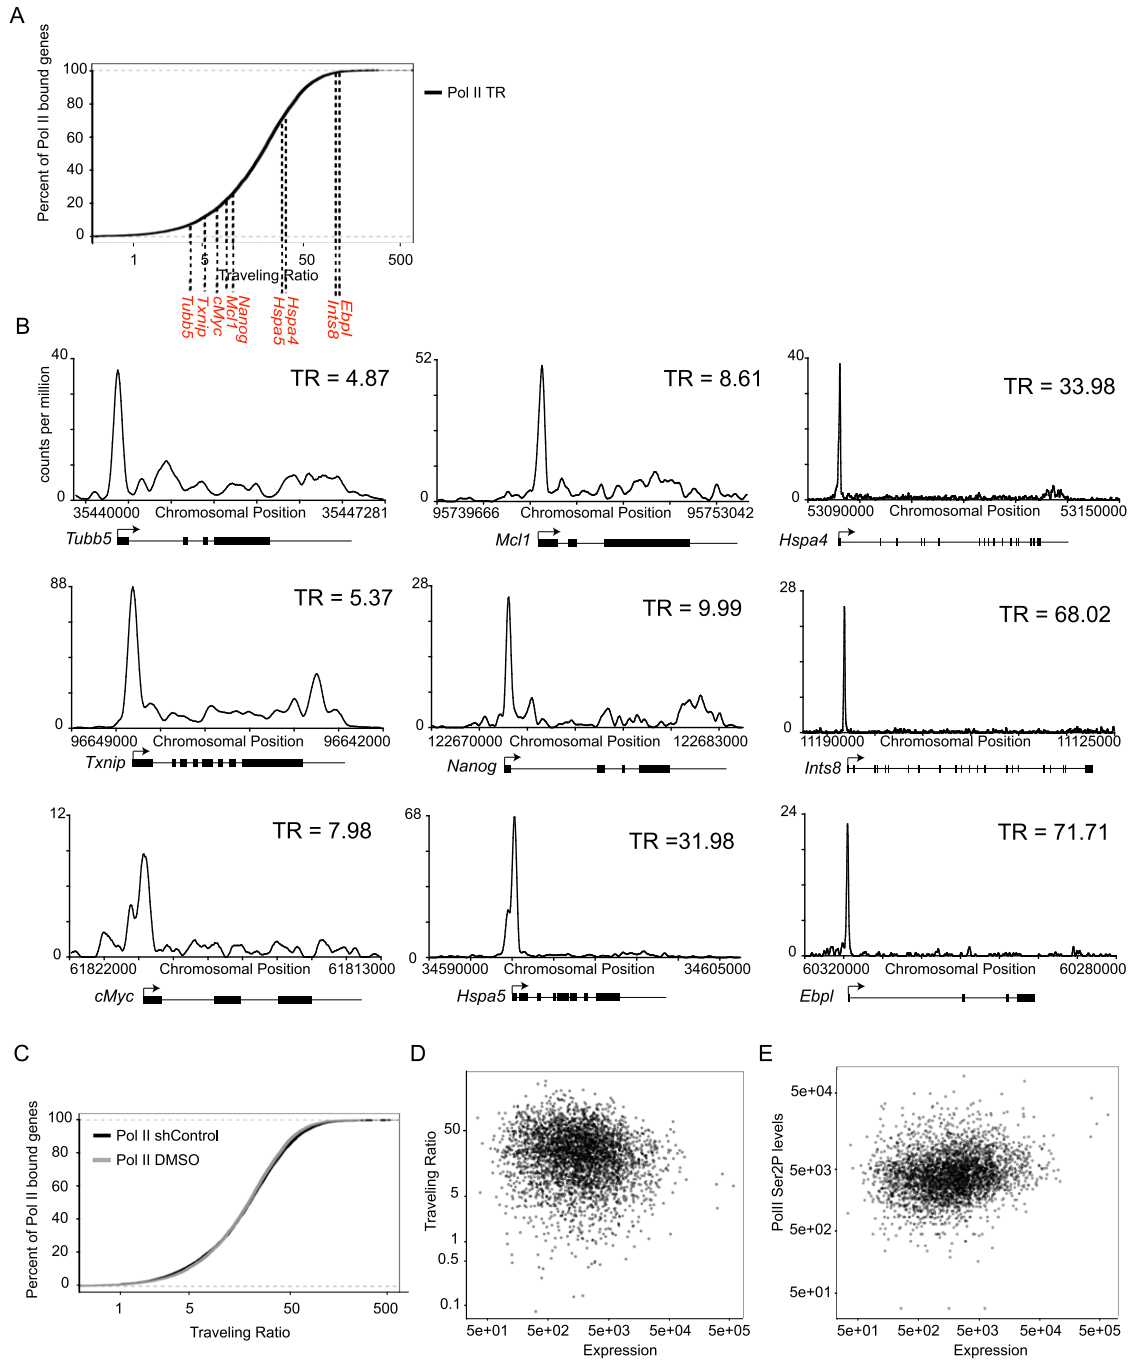 A
Percent of Pol II bound genes
100
80
60
40
20
0
1
5
50
500
Traveling Ratio
Pol II TR
Tubb5
Txnip
cMyc
Mcl1
Nanog
Hspa5
Hspa4
Ints8
Ebpl
B
counts per million
40
0
TR = 4.87
35440000 Chromosomal Position 35447281
Tubb5
52
0
TR = 8.61
95739666 Chromosomal Position 95753042
Mcl1
40
0
TR = 33.98
53090000 Chromosomal Position 53150000
Hspa4
88
0
TR = 5.37
96649000 Chromosomal Position 96642000
Txnip
28
0
TR = 9.99
122670000 Chromosomal Position 122683000
Nanog
28
0
TR = 68.02
11190000 Chromosomal Position 11125000
Ints8
12
0
TR = 7.98
61822000 Chromosomal Position 61813000
cMyc
68
0
TR =31.98
34590000 Chromosomal Position 34605000
Hspa5
24
0
TR = 71.71
60320000 Chromosomal Position 60280000
Ebpl
C
Percent of Pol II bound genes
100
80
60
40
20
0
Pol II shControl
Pol II DMSO
1
5
50
500
Traveling Ratio
D
Traveling Ratio
50
5
1
0.5
0.1
5e+01 5e+02 5e+03 5e+04 5e+05
Expression
E
PolII Ser2P levels
5e+04
5e+03
5e+02
5e+01
5e+01 5e+02 5e+03 5e+04 5e+05
Expression